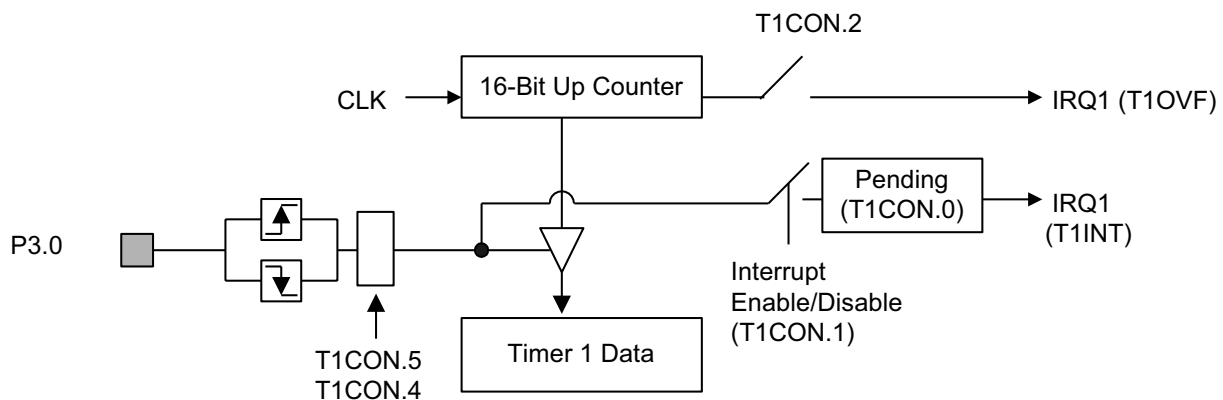 T1CON.2
16-Bit Up Counter
CLK
IRQ1 (T1OVF)
Pending
(T1CON.0)
IRQ1
(T1INT)
P3.0
Interrupt
Enable/Disable
(T1CON.1)
T1CON.5
T1CON.4
Timer 1 Data